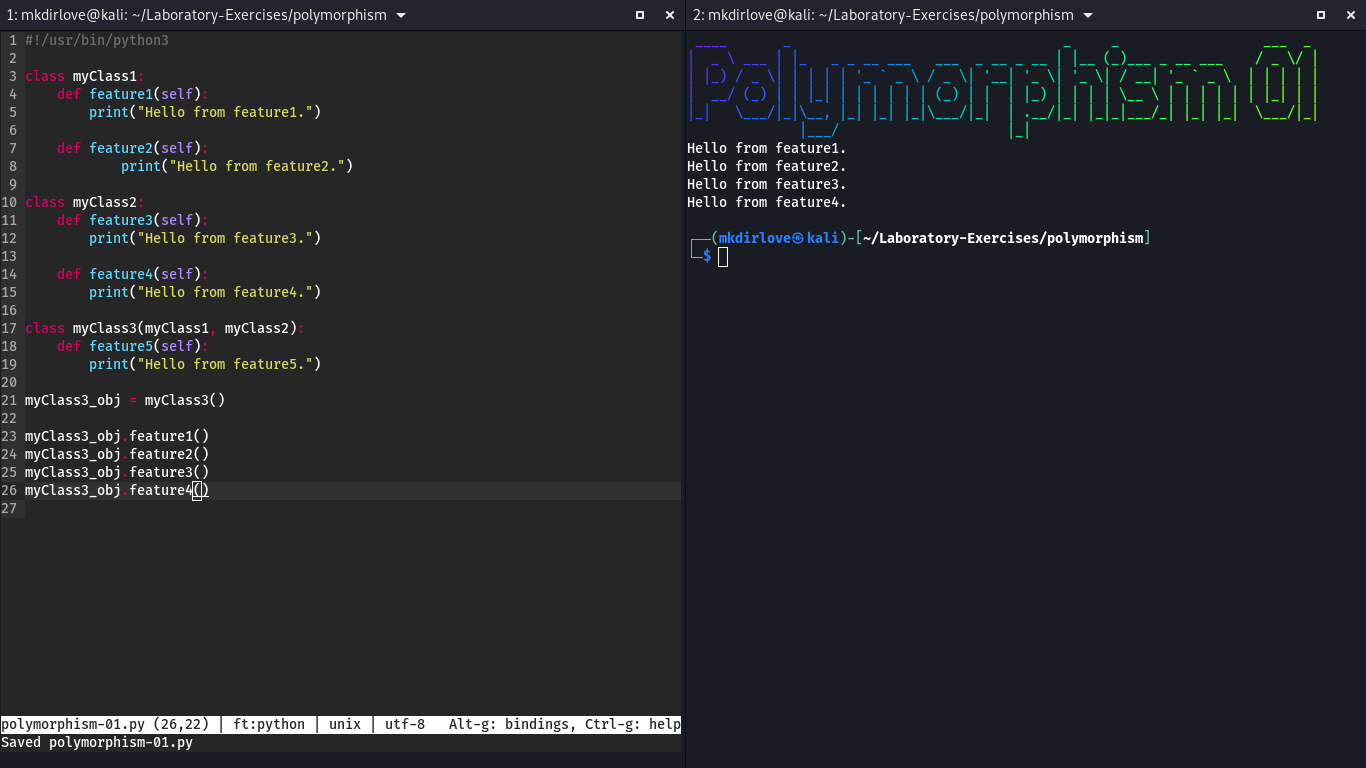 1: mkdirlove@kali: ~/Laboratory-Exercises/polymorphism
1 #!/usr/bin/python3
2
3 class myClass1:
4     def feature1(self):
5         print("Hello from feature1.")
6
7     def feature2(self):
8             print("Hello from feature2.")
9
10 class myClass2:
11     def feature3(self):
12         print("Hello from feature3.")
13
14     def feature4(self):
15         print("Hello from feature4.")
16
17 class myClass3(myClass1, myClass2):
18     def feature5(self):
19         print("Hello from feature5.")
20
21 myClass3_obj = myClass3()
22
23 myClass3_obj.feature1()
24 myClass3_obj.feature2()
25 myClass3_obj.feature3()
26 myClass3_obj.feature4()
27
polymorphism-01.py (26,22) | ft:python | unix | utf-8   Alt-g: bindings, Ctrl-g: help
Saved polymorphism-01.py
2: mkdirlove@kali: ~/Laboratory-Exercises/polymorphism
Polymorphism 01
Hello from feature1.
Hello from feature2.
Hello from feature3.
Hello from feature4.
┌──(mkdirlove㉿kali)-[~/Laboratory-Exercises/polymorphism]
└─$